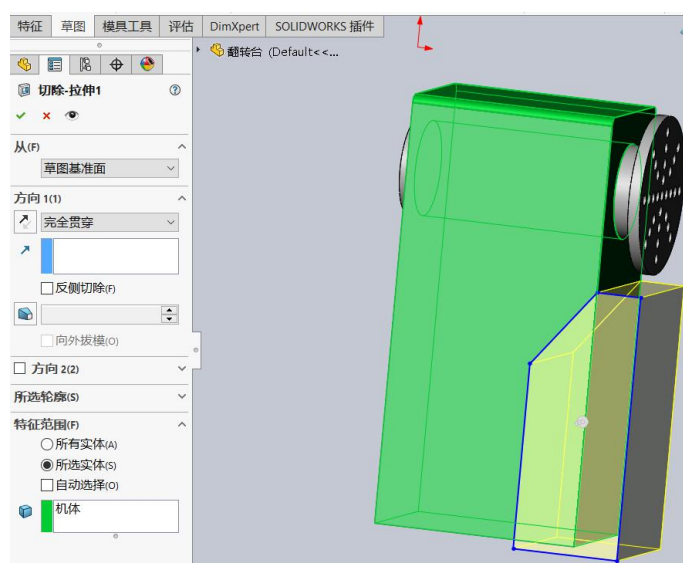 特征 草图 模具工具 评估 DimXpert SOLIDWORKS 插件
翻转台 (Default<<...
切除-拉伸1
从(F)
草图基准面
方向 1(1)
完全贯穿
反侧切除(F)
向外拔模(O)
方向 2(2)
所选轮廓(S)
特征范围(F)
所有实体(A)
所选实体(S)
自动选择(O)
机体